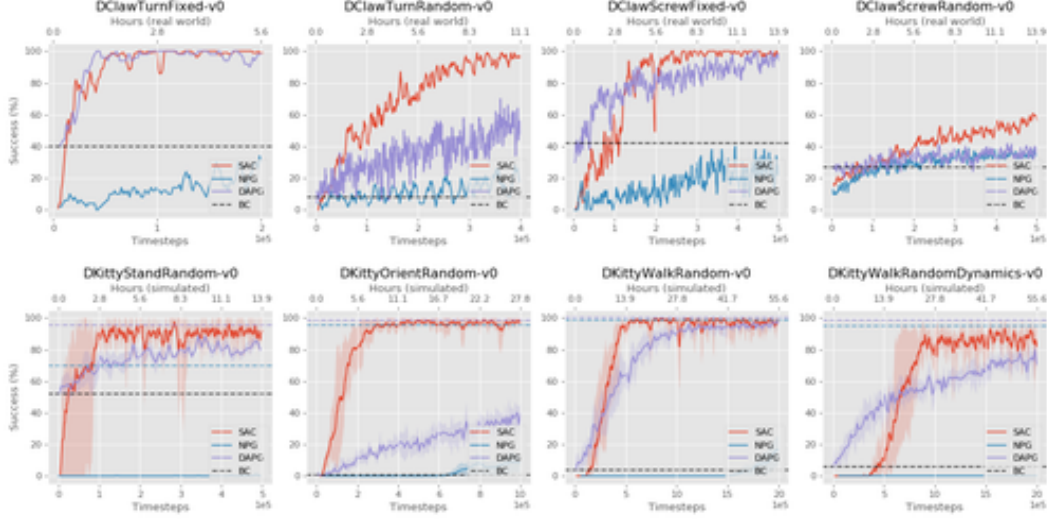 DClawTurnFixed-v0 DClawTurnRandom-v0 DClawScrewFixed-v0 DClawScrewRandom-v0
Hours (real world) Hours (real world) Hours (real world) Hours (real world)
0.0 2.8 5.6 0.0 2.8 5.6 8.3 11.1 0.0 2.8 5.6 8.3 11.1 13.9 0.0 2.8 5.6 8.3 11.1 13.9
100 100 100 100
80 80 80 80
60 60 60 60
Success (%)
40 40 40 40
20 20 20 20
0 0 0 0
SAC SAC SAC SAC
NPG NPG NPG NPG
DAPG DAPG DAPG DAPG
BC BC BC BC
0 1 2 0 1 2 3 4 0 1 2 3 4 5 0 1 2 3 4 5
Timesteps 1e5 Timesteps 1e5 Timesteps 1e5 Timesteps 1e5
DKittyStandRandom-v0 DKittyOrientRandom-v0 DKittyWalkRandom-v0 DKittyWalkRandomDynamics-v0
Hours (simulated) Hours (simulated) Hours (simulated) Hours (simulated)
0.0 2.8 5.6 8.3 11.1 13.9 0.0 5.6 11.1 16.7 22.2 27.8 0.0 13.9 27.8 41.7 55.6 0.0 13.9 27.8 41.7 55.6
100 100 100 100
80 80 80 80
60 60 60 60
Success (%)
40 40 40 40
20 20 20 20
0 0 0 0
SAC SAC SAC SAC
NPG NPG NPG NPG
DAPG DAPG DAPG DAPG
BC BC BC BC
0 1 2 3 4 5 0 2 4 6 8 10 0 5 10 15 20 0 5 10 15 20
Timesteps 1e5 Timesteps 1e5 Timesteps 1e5 Timesteps 1e5